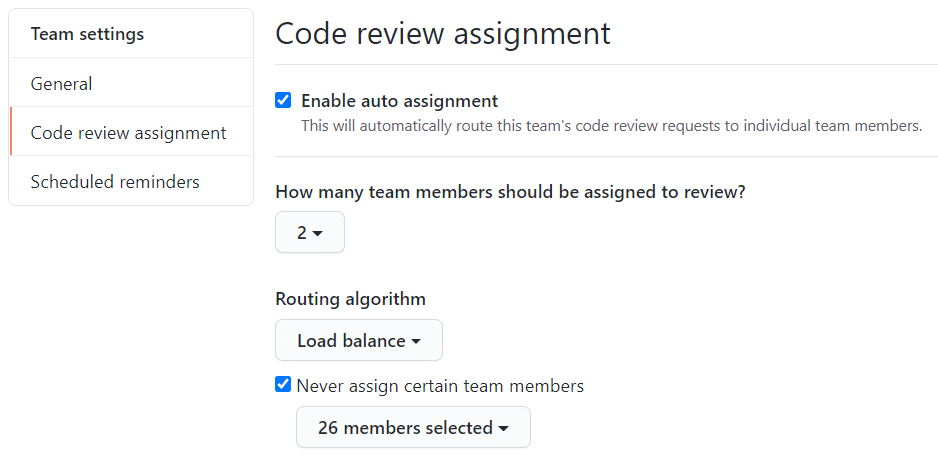 Team settings
General
Code review assignment
Scheduled reminders
Code review assignment
Enable auto assignment
This will automatically route this team's code review requests to individual team members.
How many team members should be assigned to review?
2
Routing algorithm
Load balance
Never assign certain team members
26 members selected